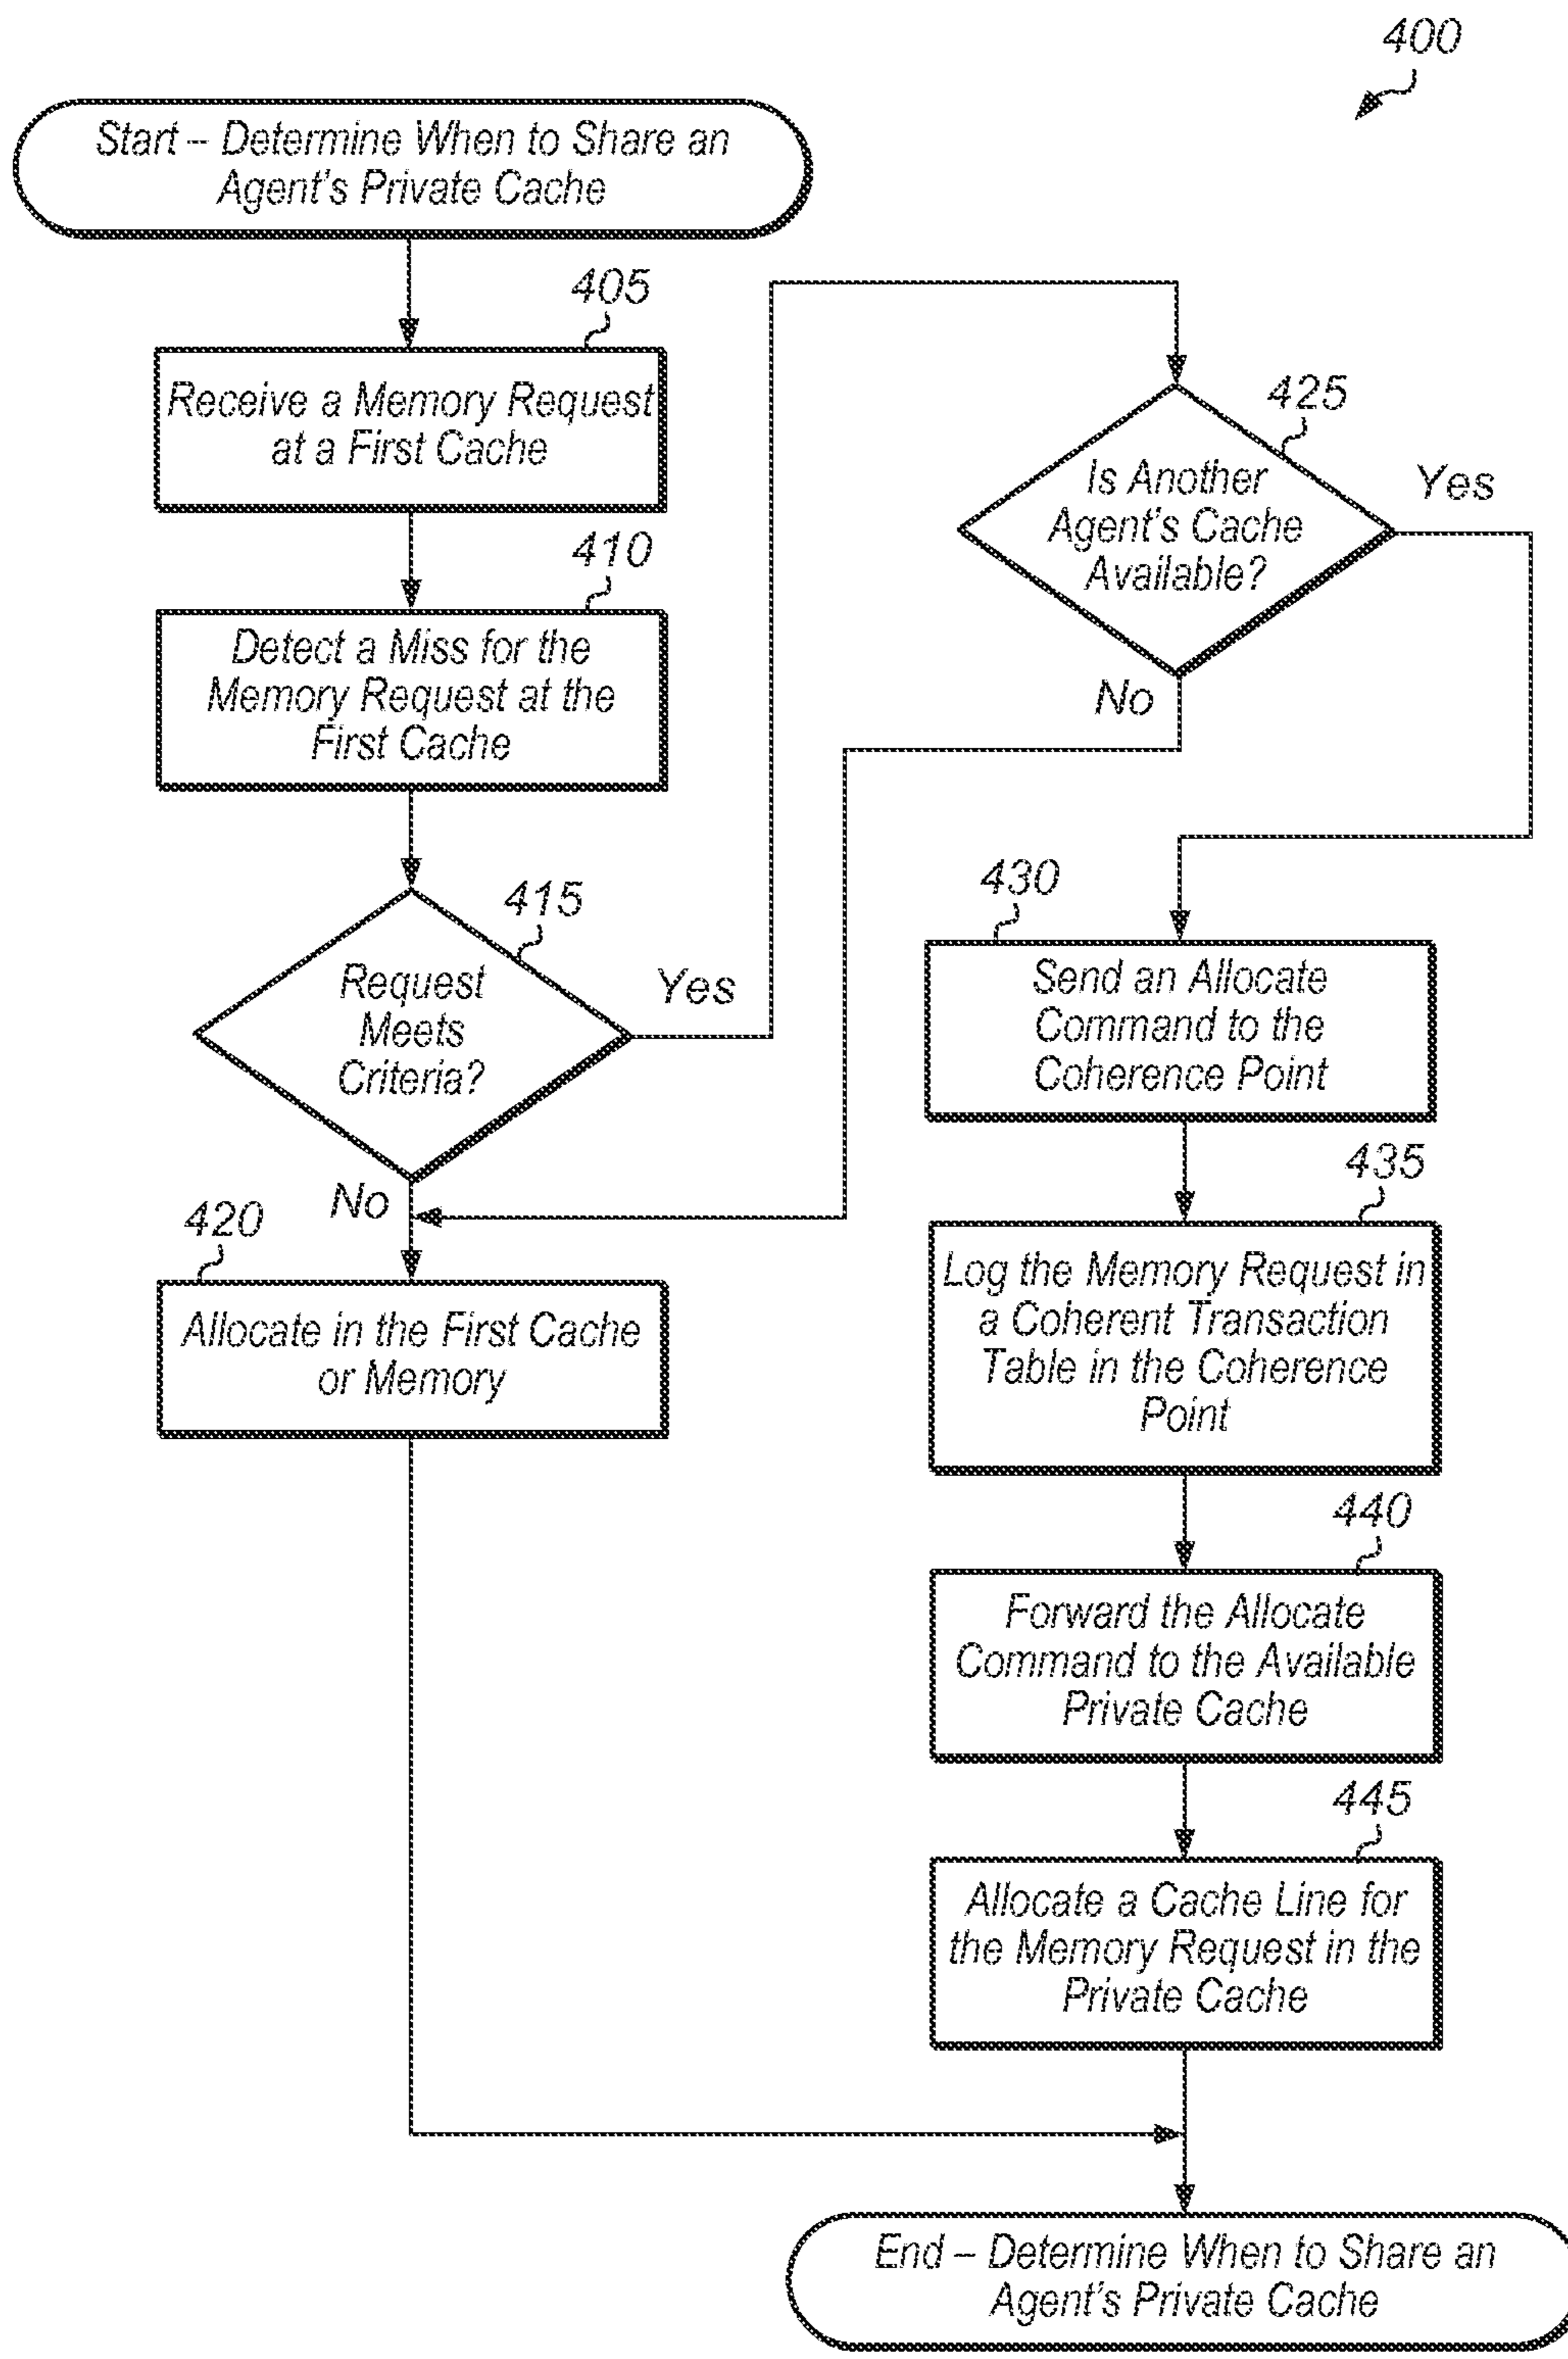 400
Start – Determine When to Share an
Agent's Private Cache
405
Receive a Memory Request
at a First Cache
410
Detect a Miss for the
Memory Request at the
First Cache
415
Request
Meets
Criteria?
Yes
No
420
Allocate in the First Cache
or Memory
425
Is Another
Agent's Cache
Available?
Yes
No
430
Send an Allocate
Command to the
Coherence Point
435
Log the Memory Request in
a Coherent Transaction
Table in the Coherence
Point
440
Forward the Allocate
Command to the Available
Private Cache
445
Allocate a Cache Line for
the Memory Request in the
Private Cache
End – Determine When to Share an
Agent's Private Cache